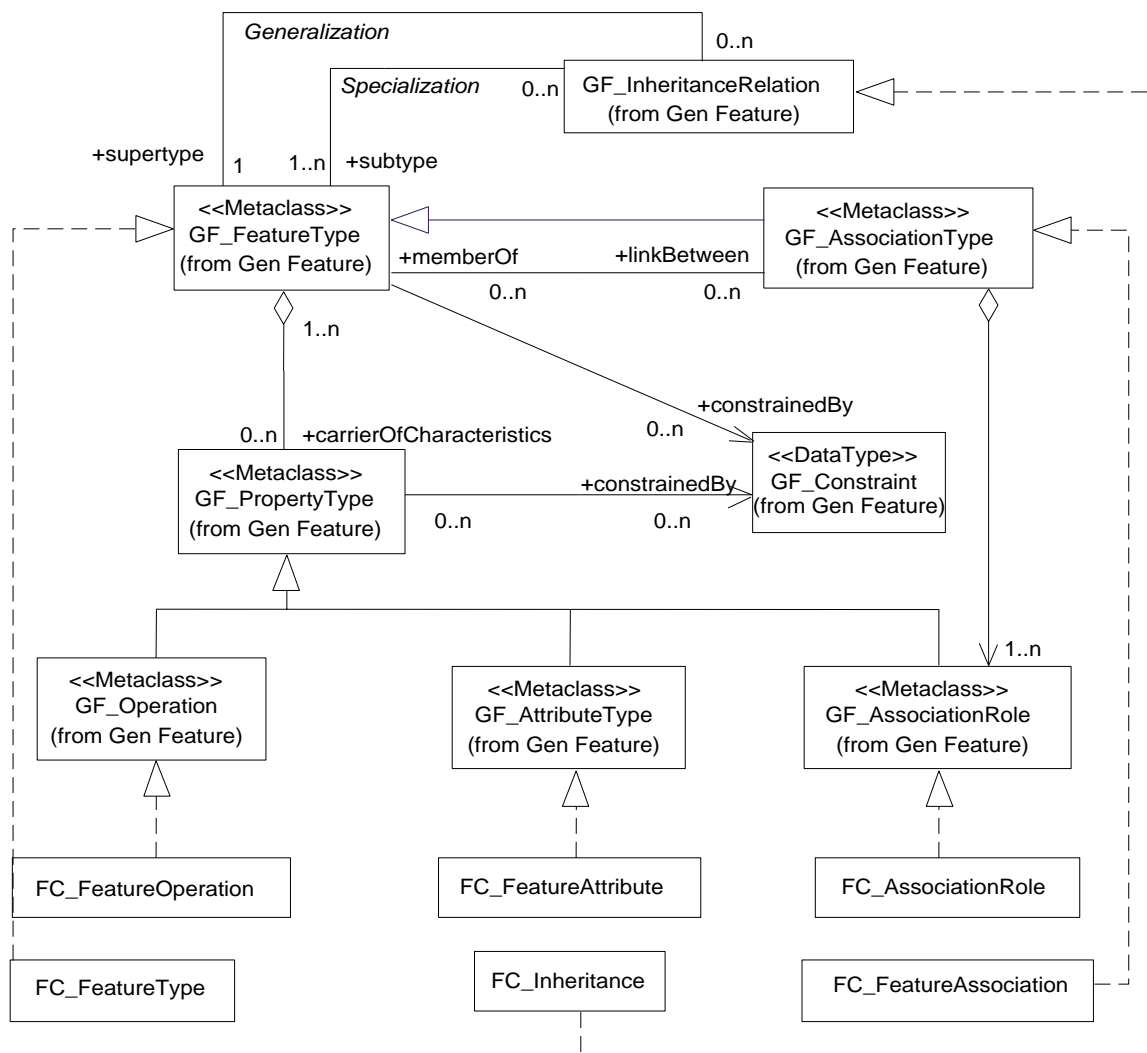 Generalization
0..n
Specialization
0..n
GF_InheritanceRelation
(from Gen Feature)
+supertype
1
1..n
+subtype
<<Metaclass>>
GF_FeatureType
(from Gen Feature)
<<Metaclass>>
GF_AssociationType
(from Gen Feature)
+memberOf
+linkBetween
0..n
0..n
1..n
+constrainedBy
0..n
0..n
+carrierOfCharacteristics
<<Metaclass>>
GF_PropertyType
(from Gen Feature)
+constrainedBy
0..n
0..n
<<DataType>>
GF_Constraint
(from Gen Feature)
1..n
<<Metaclass>>
GF_Operation
(from Gen Feature)
<<Metaclass>>
GF_AttributeType
(from Gen Feature)
<<Metaclass>>
GF_AssociationRole
(from Gen Feature)
FC_FeatureOperation
FC_FeatureAttribute
FC_AssociationRole
FC_FeatureType
FC_Inheritance
FC_FeatureAssociation